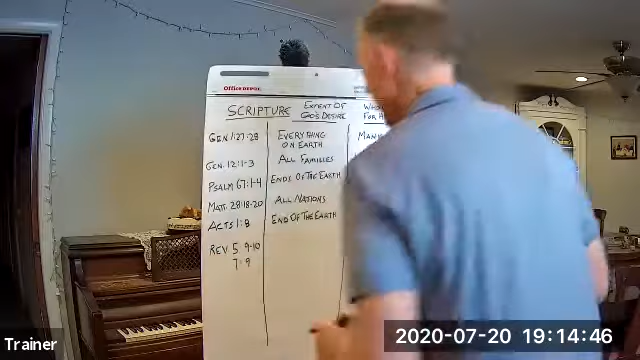 Office DEPOT
SCRIPTURE
EXTENT OF
GOD'S DESIRE
FOR
GEN 1:27-28
EVERYTHING
ON EARTH
GEN. 12:1-3
ALL FAMILIES
PSALM 67:1-4
ENDS OF THE EARTH
MATT. 28:18-20
ALL NATIONS
ACTS 1:8
END OF THE EARTH
REV 5 9-10
7:9
Trainer
2020-07-20 19:14:46